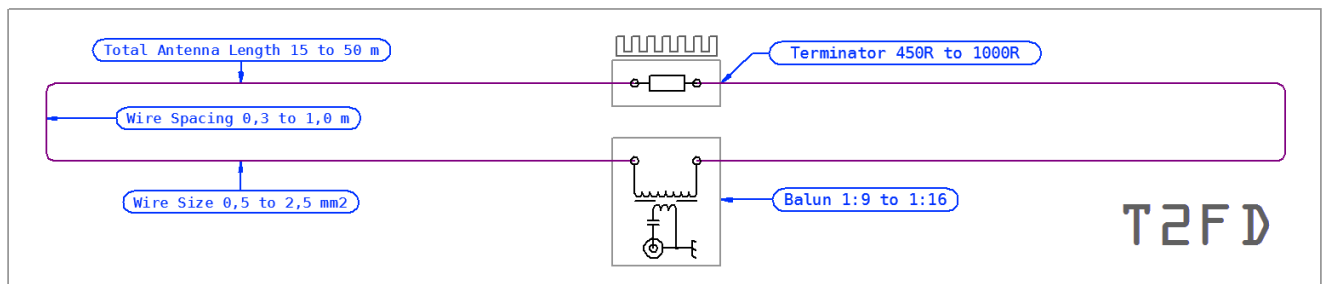 Total Antenna Length 15 to 50 m
Terminator 450R to 1000R
Wire Spacing 0,3 to 1,0 m
Wire Size 0,5 to 2,5 mm2
Balun 1:9 to 1:16
T2FD